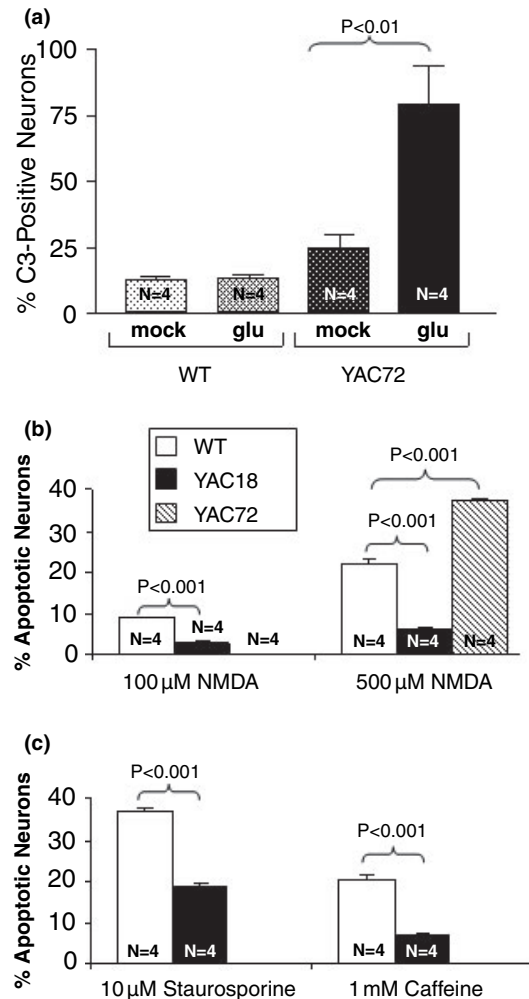 (a)
P<0.01
% C3-Positive Neurons
100
75
50
25
0
N=4 N=4 N=4 N=4
mock glu mock glu
WT YAC72
(b)
WT
YAC18
YAC72
% Apoptotic Neurons
40
30
20
10
0
P<0.001
P<0.001
P<0.001
N=4 N=4 N=4 N=4 N=4 N=4
100 µM NMDA 500 µM NMDA
(c)
% Apoptotic Neurons
40
30
20
10
0
P<0.001
P<0.001
N=4 N=4 N=4 N=4
10 µM Staurosporine 1 mM Caffeine